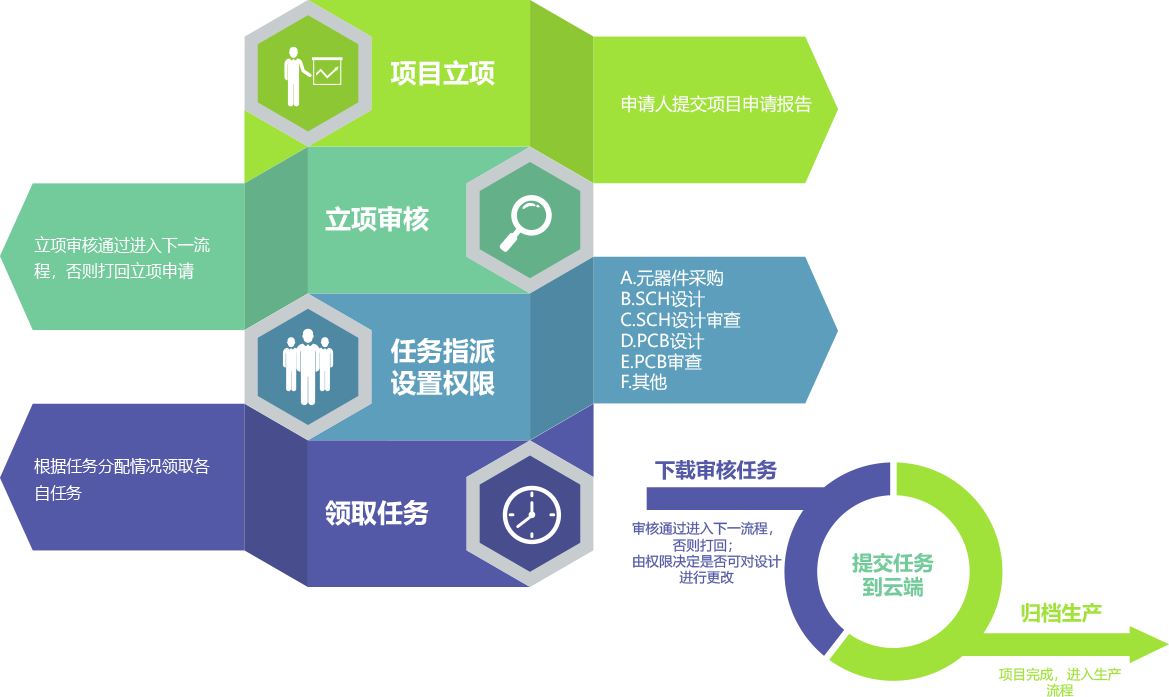 项目立项
申请人提交项目申请报告
立项审核
立项审核通过进入下一流
程，否则打回立项申请
任务指派
设置权限
A.元器件采购
B.SCH设计
C.SCH设计审查
D.PCB设计
E.PCB审查
F.其他
领取任务
根据任务分配情况领取各
自任务
下载审核任务
审核通过进入下一流程，
否则打回；
由权限决定是否可对设计
进行更改
提交任务
到云端
归档生产
项目完成，进入生产
流程